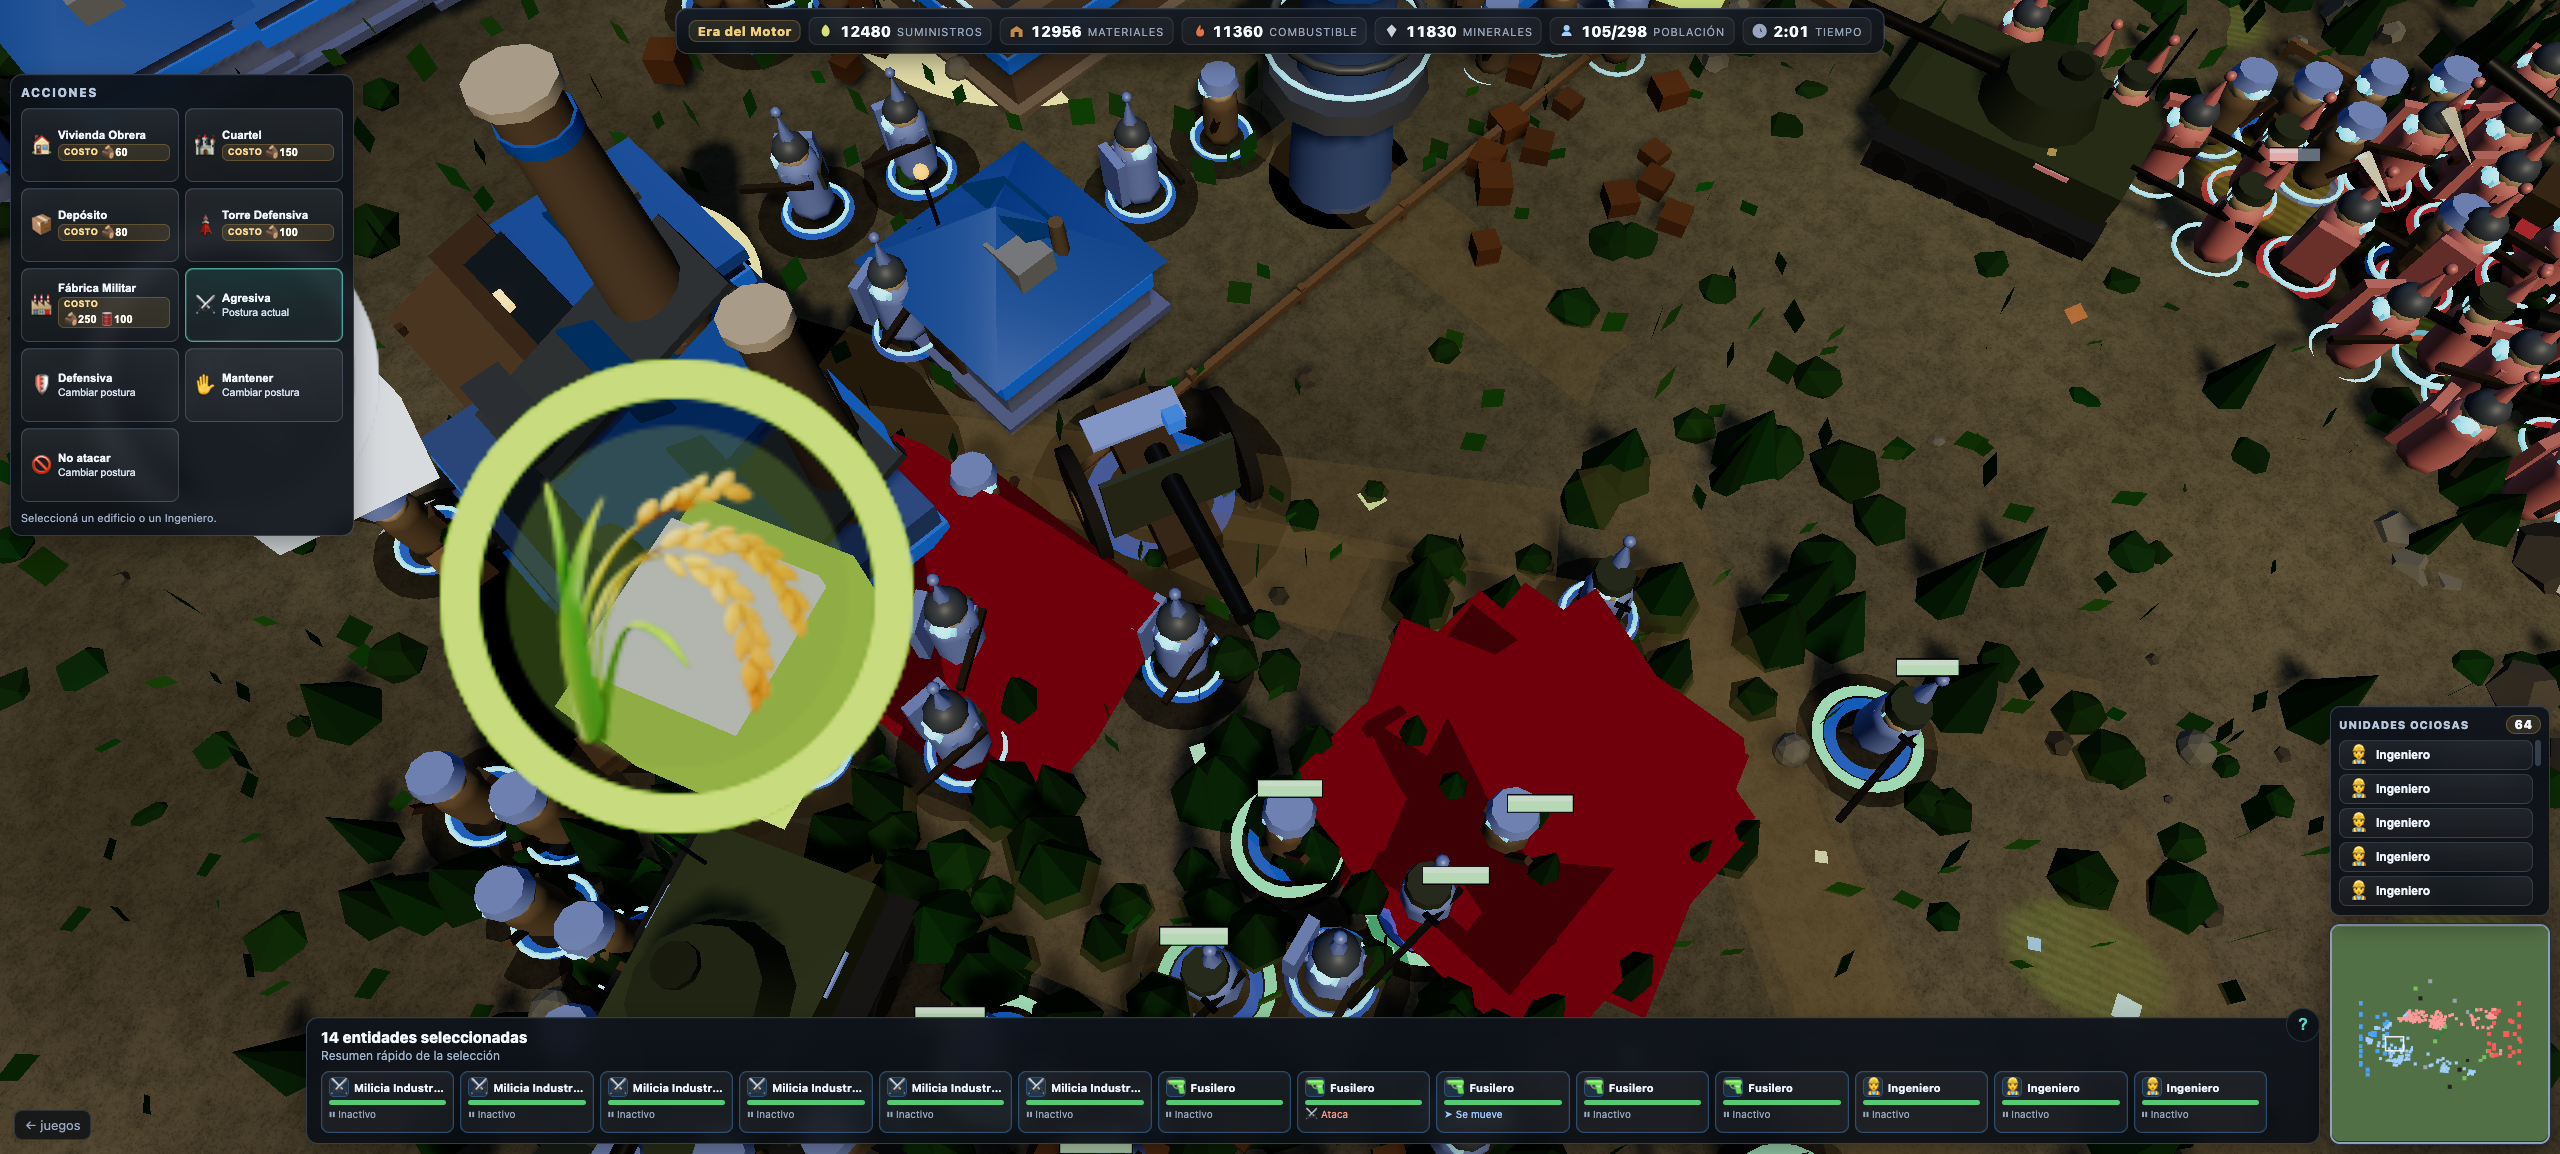 Era del Motor
12480 SUMINISTROS
12956 MATERIALES
11360 COMBUSTIBLE
11830 MINERALES
105/298 POBLACIÓN
2:01 TIEMPO
ACCIONES
Vivienda Obrera
COSTO 60
Cuartel
COSTO 150
Depósito
COSTO 80
Torre Defensiva
COSTO 100
Fábrica Militar
COSTO
250 100
Agresiva
Postura actual
Defensiva
Cambiar postura
Mantener
Cambiar postura
No atacar
Cambiar postura
Seleccioná un edificio o un Ingeniero.
UNIDADES OCIOSAS 64
Ingeniero
Ingeniero
Ingeniero
Ingeniero
Ingeniero
?
14 entidades seleccionadas
Resumen rápido de la selección
Milicia Industr...
Inactivo
Milicia Industr...
Inactivo
Milicia Industr...
Inactivo
Milicia Industr...
Inactivo
Milicia Industr...
Inactivo
Milicia Industr...
Inactivo
Fusilero
Inactivo
Fusilero
Ataca
Fusilero
Se mueve
Fusilero
Inactivo
Fusilero
Inactivo
Ingeniero
Inactivo
Ingeniero
Inactivo
Ingeniero
Inactivo
← juegos